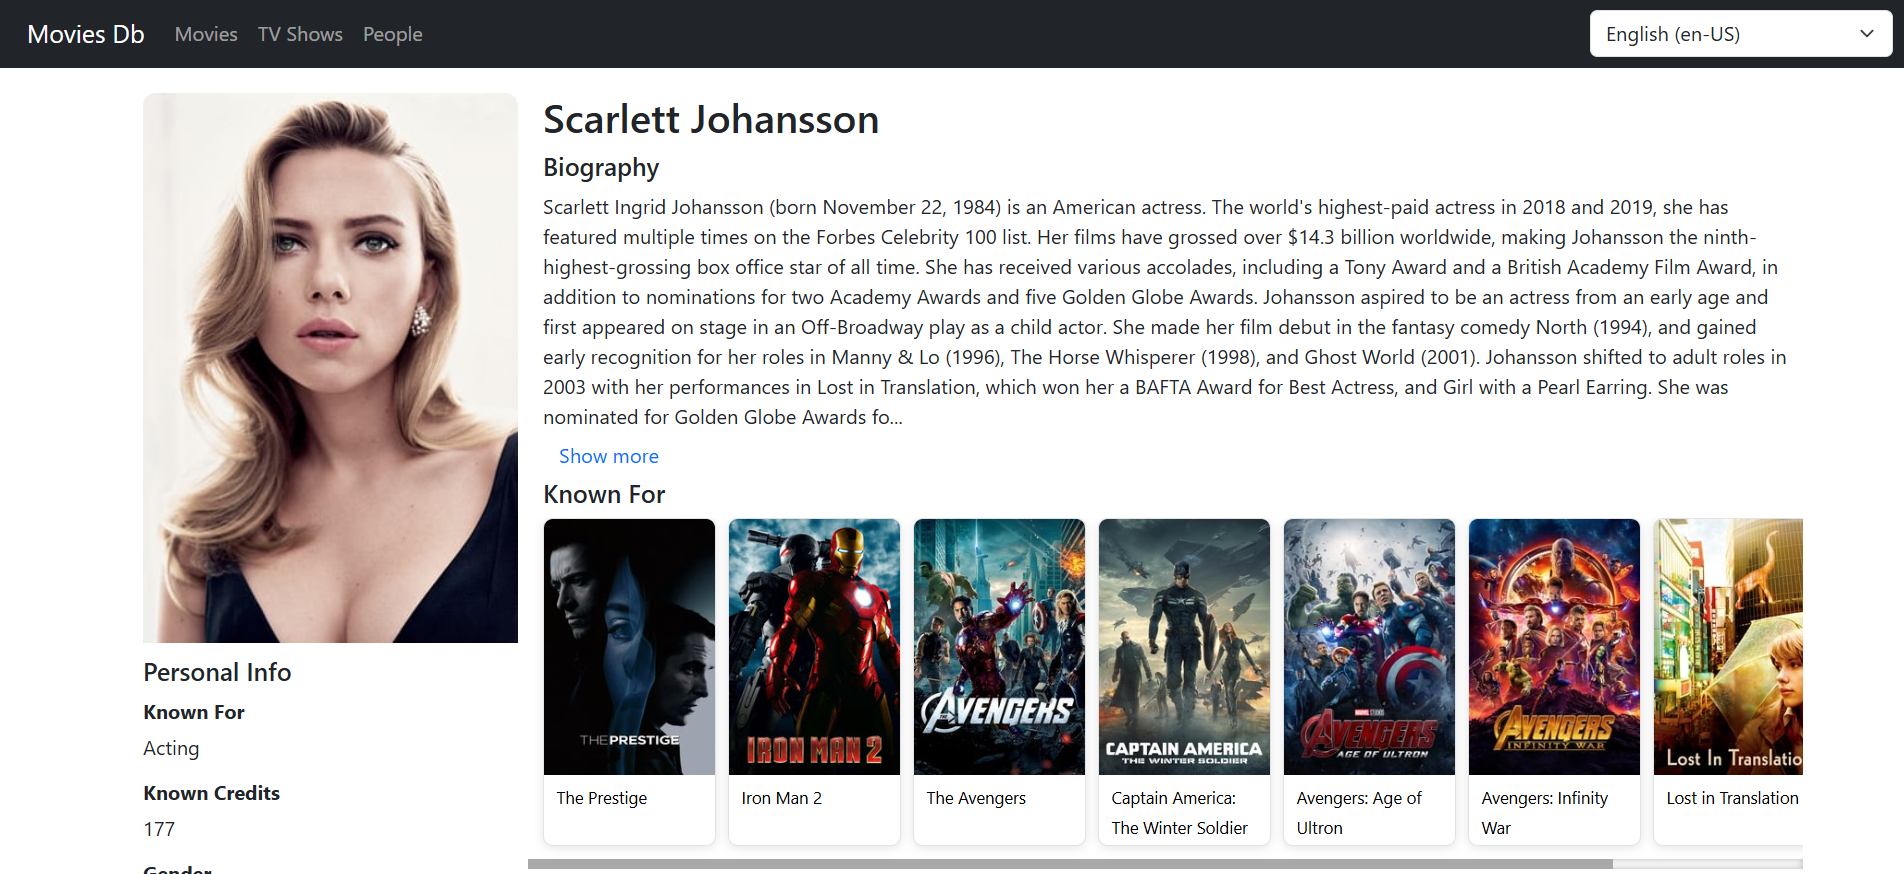 Movies Db
Movies
TV Shows
People
English (en-US)
Scarlett Johansson
Biography
Scarlett Ingrid Johansson (born November 22, 1984) is an American actress. The world's highest-paid actress in 2018 and 2019, she has
featured multiple times on the Forbes Celebrity 100 list. Her films have grossed over $14.3 billion worldwide, making Johansson the ninth-
highest-grossing box office star of all time. She has received various accolades, including a Tony Award and a British Academy Film Award, in
addition to nominations for two Academy Awards and five Golden Globe Awards. Johansson aspired to be an actress from an early age and
first appeared on stage in an Off-Broadway play as a child actor. She made her film debut in the fantasy comedy North (1994), and gained
early recognition for her roles in Manny & Lo (1996), The Horse Whisperer (1998), and Ghost World (2001). Johansson shifted to adult roles in
2003 with her performances in Lost in Translation, which won her a BAFTA Award for Best Actress, and Girl with a Pearl Earring. She was
nominated for Golden Globe Awards fo...
Show more
Known For
THE PRESTIGE
IRON MAN 2
THE AVENGERS
CAPTAIN AMERICA
THE WINTER SOLDIER
MARVEL STUDIOS
AVENGERS
AGE OF ULTRON
AVENGERS
INFINITY WAR
Lost In Translatio
The Prestige
Iron Man 2
The Avengers
Captain America:
The Winter Soldier
Avengers: Age of
Ultron
Avengers: Infinity
War
Lost in Translation
Personal Info
Known For
Acting
Known Credits
177
Gender